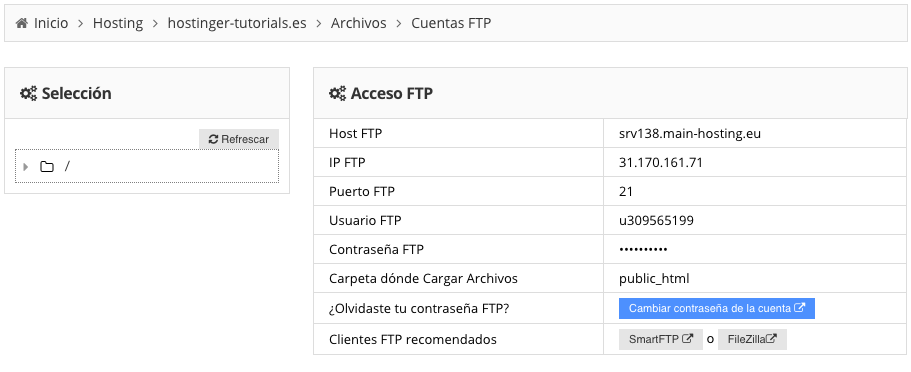 Inicio > Hosting > hostinger-tutorials.es > Archivos > Cuentas FTP
Selección
Refrescar
/
Acceso FTP
Host FTP srv138.main-hosting.eu
IP FTP 31.170.161.71
Puerto FTP 21
Usuario FTP u309565199
Contraseña FTP ••••••••••
Carpeta dónde Cargar Archivos public_html
¿Olvidaste tu contraseña FTP? Cambiar contraseña de la cuenta
Clientes FTP recomendados SmartFTP o FileZilla